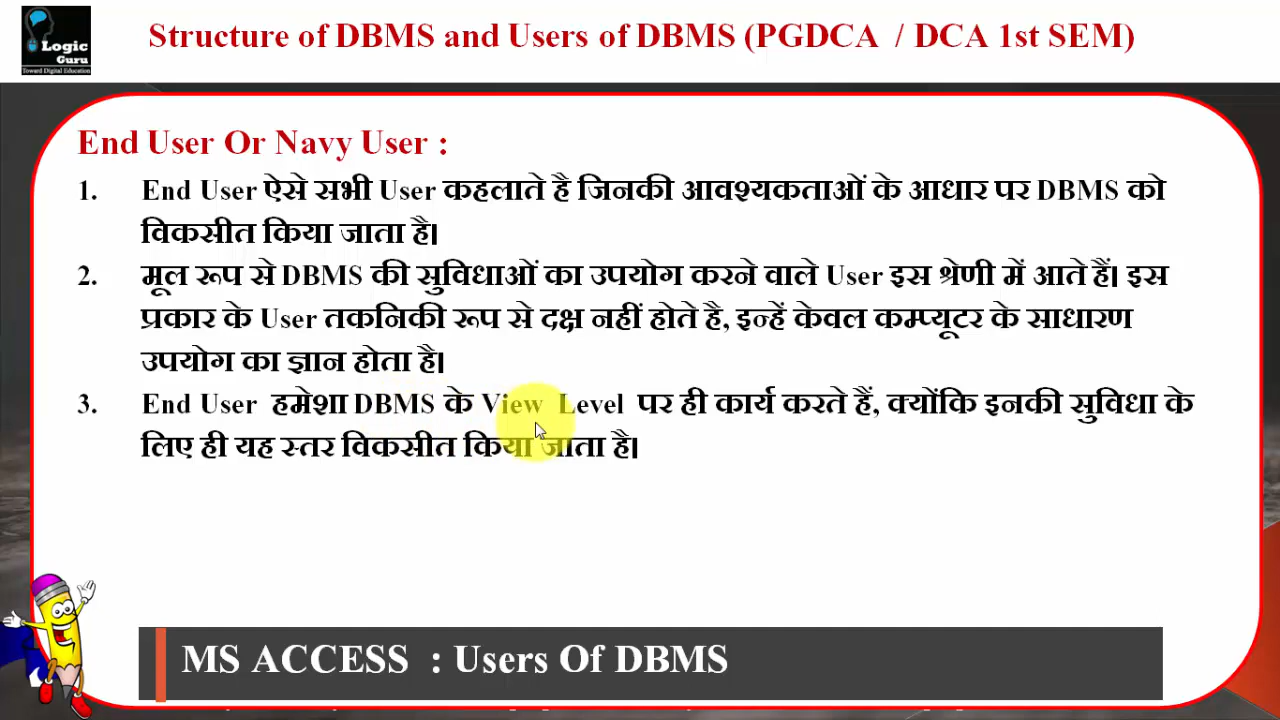 Logic
Guru
Toward Digital Education
Structure of DBMS and Users of DBMS (PGDCA / DCA 1st SEM)
End User Or Navy User :
1. End User ऐसे सभी User कहलाते है जिनकी आवश्यकताओं के आधार पर DBMS को
विकसीत किया जाता है।
2. मूल रूप से DBMS की सुविधाओं का उपयोग करने वाले User इस श्रेणी में आते हैं। इस
प्रकार के User तकनिकी रूप से दक्ष नहीं होते है, इन्हें केवल कम्प्यूटर के साधारण
उपयोग का ज्ञान होता है।
3. End User हमेशा DBMS के View Level पर ही कार्य करते हैं, क्योंकि इनकी सुविधा के
लिए ही यह स्तर विकसीत किया जाता है।
MS ACCESS : Users Of DBMS